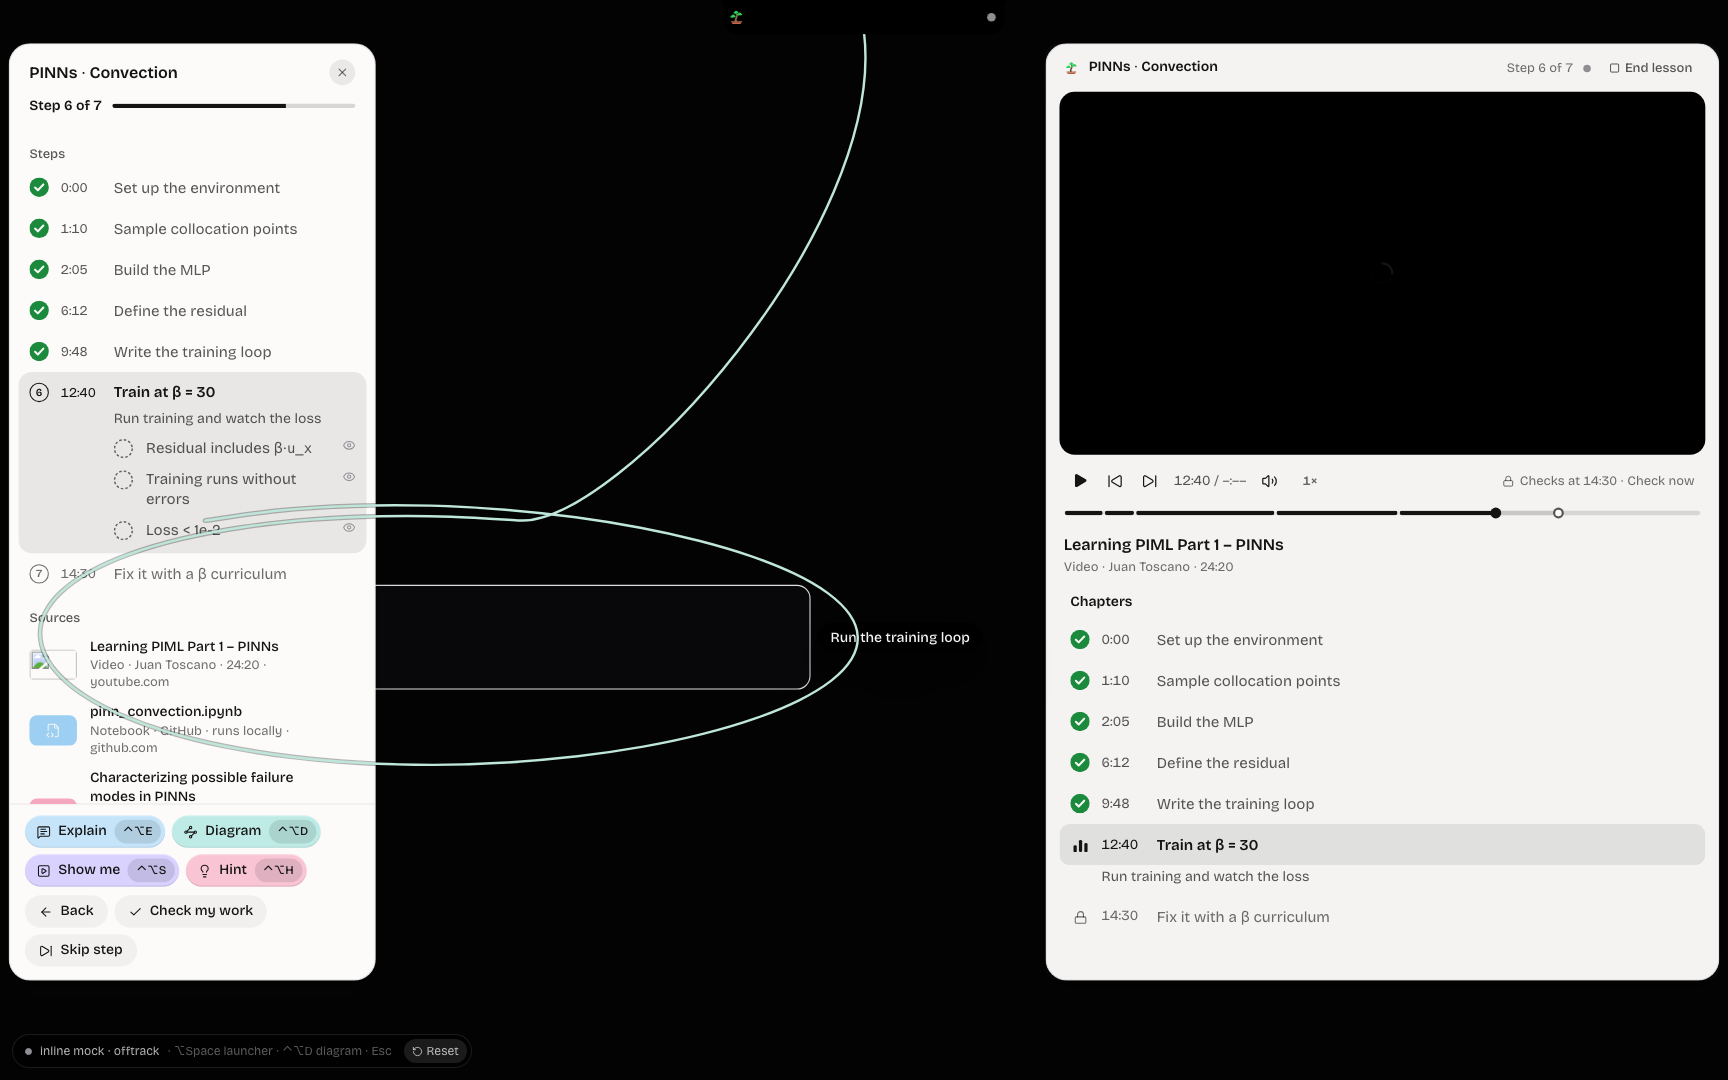 PINNs · Convection
Step 6 of 7
Steps
0:00 Set up the environment
1:10 Sample collocation points
2:05 Build the MLP
6:12 Define the residual
9:48 Write the training loop
6 12:40 Train at β = 30
Run training and watch the loss
Residual includes β·u_x
Training runs without
errors
Loss < 1e-2
7 14:30 Fix it with a β curriculum
Sources
Learning PIML Part 1 – PINNs
Video · Juan Toscano · 24:20 ·
youtube.com
pinn_convection.ipynb
Notebook · GitHub · runs locally ·
github.com
Characterizing possible failure
modes in PINNs
Explain ⌃⌥E
Diagram ⌃⌥D
Show me ⌃⌥S
Hint ⌃⌥H
Back
Check my work
Skip step
Run the training loop
PINNs · Convection
Step 6 of 7
End lesson
12:40 / –:––
1×
Checks at 14:30 · Check now
Learning PIML Part 1 – PINNs
Video · Juan Toscano · 24:20
Chapters
0:00 Set up the environment
1:10 Sample collocation points
2:05 Build the MLP
6:12 Define the residual
9:48 Write the training loop
12:40 Train at β = 30
Run training and watch the loss
14:30 Fix it with a β curriculum
inline mock · offtrack · ⌥Space launcher · ⌃⌥D diagram · Esc
Reset